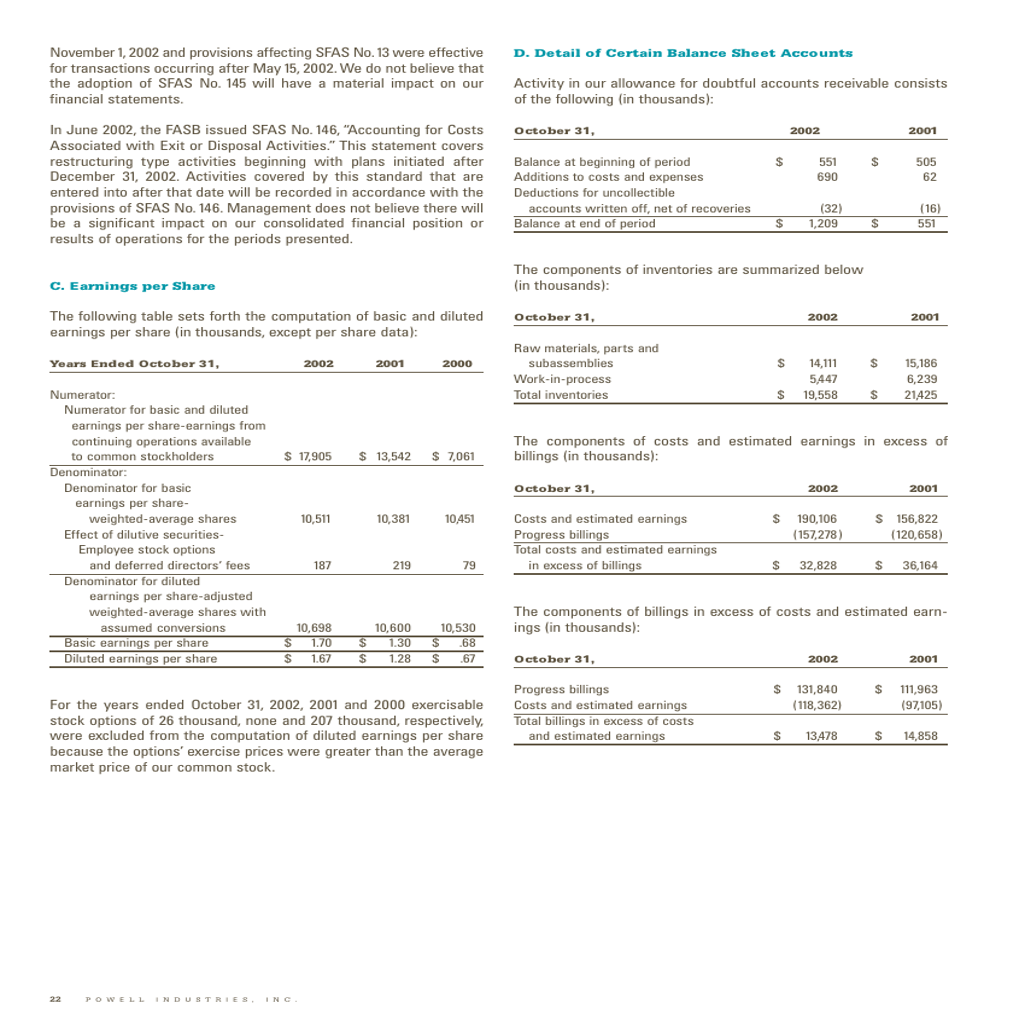 November 1, 2002 and provisions affecting SFAS No. 13 were effective
for transactions occurring after May 15, 2002. We do not believe that
the adoption of SFAS No. 145 will have a material impact on our
financial statements.
In June 2002, the FASB issued SFAS No. 146, “Accounting for Costs
Associated with Exit or Disposal Activities.” This statement covers
restructuring type activities beginning with plans initiated after
December 31, 2002. Activities covered by this standard that are
entered into after that date will be recorded in accordance with the
provisions of SFAS No. 146. Management does not believe there will
be a significant impact on our consolidated financial position or
results of operations for the periods presented.
C. Earnings per Share
The following table sets forth the computation of basic and diluted
earnings per share (in thousands, except per share data):
Years Ended October 31, 2002 2001 2000
Numerator:
Numerator for basic and diluted
earnings per share-earnings from
continuing operations available
to common stockholders $ 17,905 $ 13,542 $ 7,061
Denominator:
Denominator for basic
earnings per share-
weighted-average shares 10,511 10,381 10,451
Effect of dilutive securities-
Employee stock options
and deferred directors’ fees 187 219 79
Denominator for diluted
earnings per share-adjusted
weighted-average shares with
assumed conversions 10,698 10,600 10,530
Basic earnings per share $ 1.70 $ 1.30 $ .68
Diluted earnings per share $ 1.67 $ 1.28 $ .67
For the years ended October 31, 2002, 2001 and 2000 exercisable
stock options of 26 thousand, none and 207 thousand, respectively,
were excluded from the computation of diluted earnings per share
because the options’ exercise prices were greater than the average
market price of our common stock.
D. Detail of Certain Balance Sheet Accounts
Activity in our allowance for doubtful accounts receivable consists
of the following (in thousands):
October 31, 2002 2001
Balance at beginning of period $ 551 $ 505
Additions to costs and expenses 690 62
Deductions for uncollectible
accounts written off, net of recoveries (32) (16)
Balance at end of period $ 1,209 $ 551
The components of inventories are summarized below
(in thousands):
October 31, 2002 2001
Raw materials, parts and
subassemblies $ 14,111 $ 15,186
Work-in-process 5,447 6,239
Total inventories $ 19,558 $ 21,425
The components of costs and estimated earnings in excess of
billings (in thousands):
October 31, 2002 2001
Costs and estimated earnings $ 190,106 $ 156,822
Progress billings (157,278) (120,658)
Total costs and estimated earnings
in excess of billings $ 32,828 $ 36,164
The components of billings in excess of costs and estimated earn-
ings (in thousands):
October 31, 2002 2001
Progress billings $ 131,840 $ 111,963
Costs and estimated earnings (118,362) (97,105)
Total billings in excess of costs
and estimated earnings $ 13,478 $ 14,858
22 POWELL INDUSTRIES, INC.